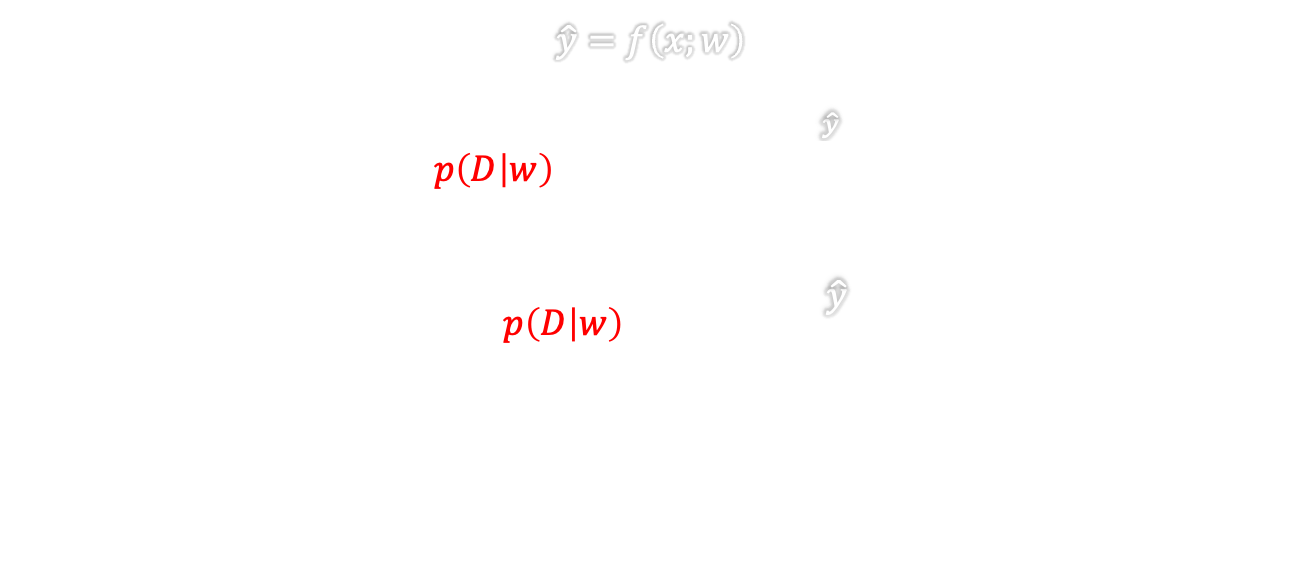 ŷ = f(x; w)
ŷ
p(D|w)
ŷ
p(D|w)